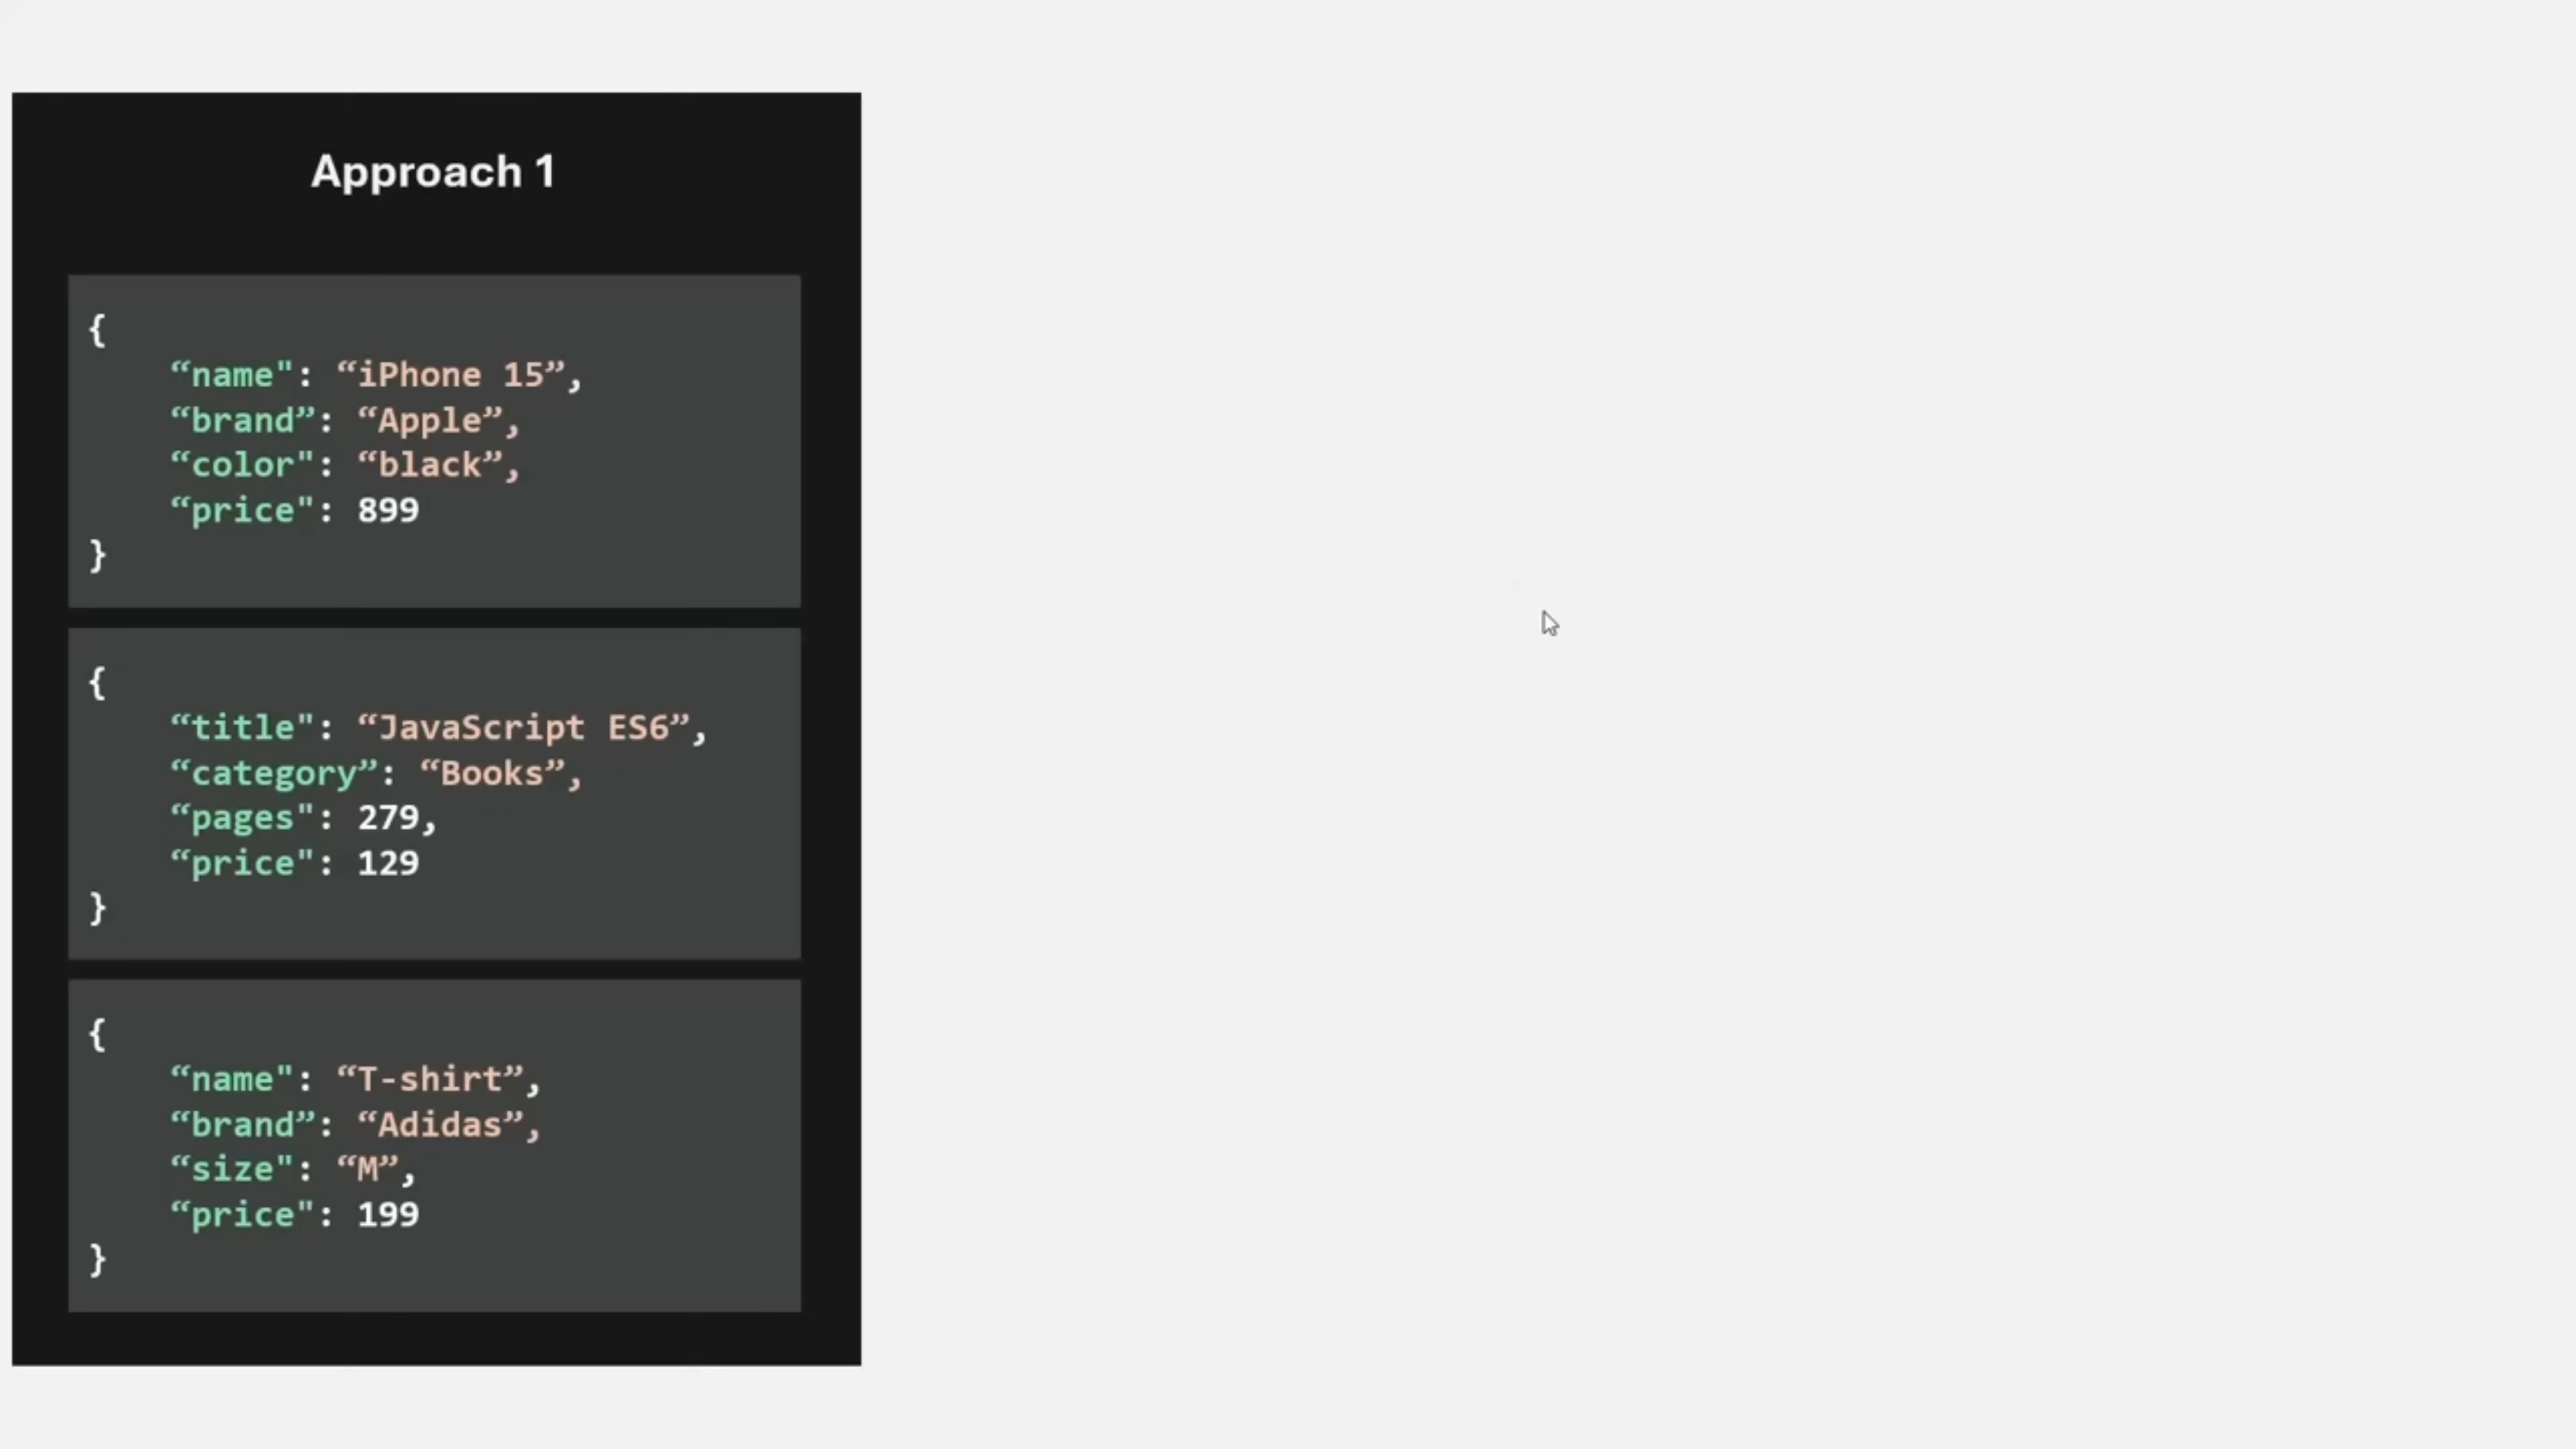 Approach 1
{
“name": “iPhone 15”,
“brand”: “Apple”,
“color": “black”,
“price": 899
}
{
“title": “JavaScript ES6”,
“category”: “Books”,
“pages": 279,
“price": 129
}
{
“name": “T-shirt”,
“brand”: “Adidas”,
“size": “M”,
“price": 199
}